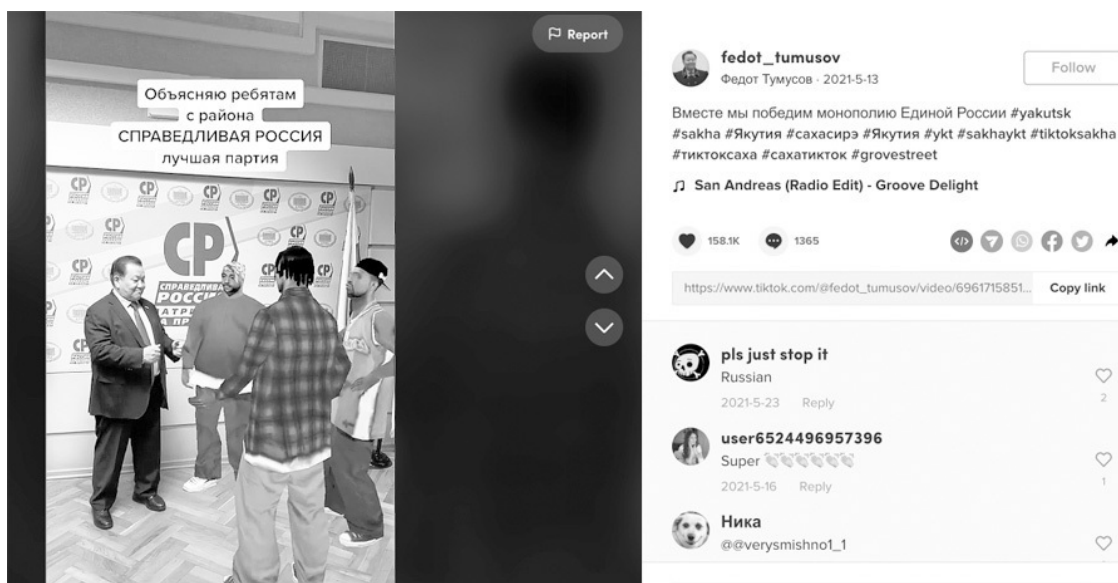 Report
Объясняю ребятам
с района
СПРАВЕДЛИВАЯ РОССИЯ
лучшая партия
СР
СПРАВЕДЛИВАЯ
РОССИЯ
fedot_tumusov
Федот Тумусов · 2021-5-13
Follow
Вместе мы победим монополию Единой России #yakutsk
#sakha #Якутия #сахасирэ #Якутия #ykt #sakhaykt #tiktoksakha
#тиктоксаха #сахатикток #grovestreet
San Andreas (Radio Edit) - Groove Delight
158.1K
1365
https://www.tiktok.com/@fedot_tumusov/video/6961715851...
Copy link
pls just stop it
Russian
2021-5-23 Reply
2
user6524496957396
Super 👏👏👏👏👏👏
2021-5-16 Reply
1
Ника
@@verysmishno1_1